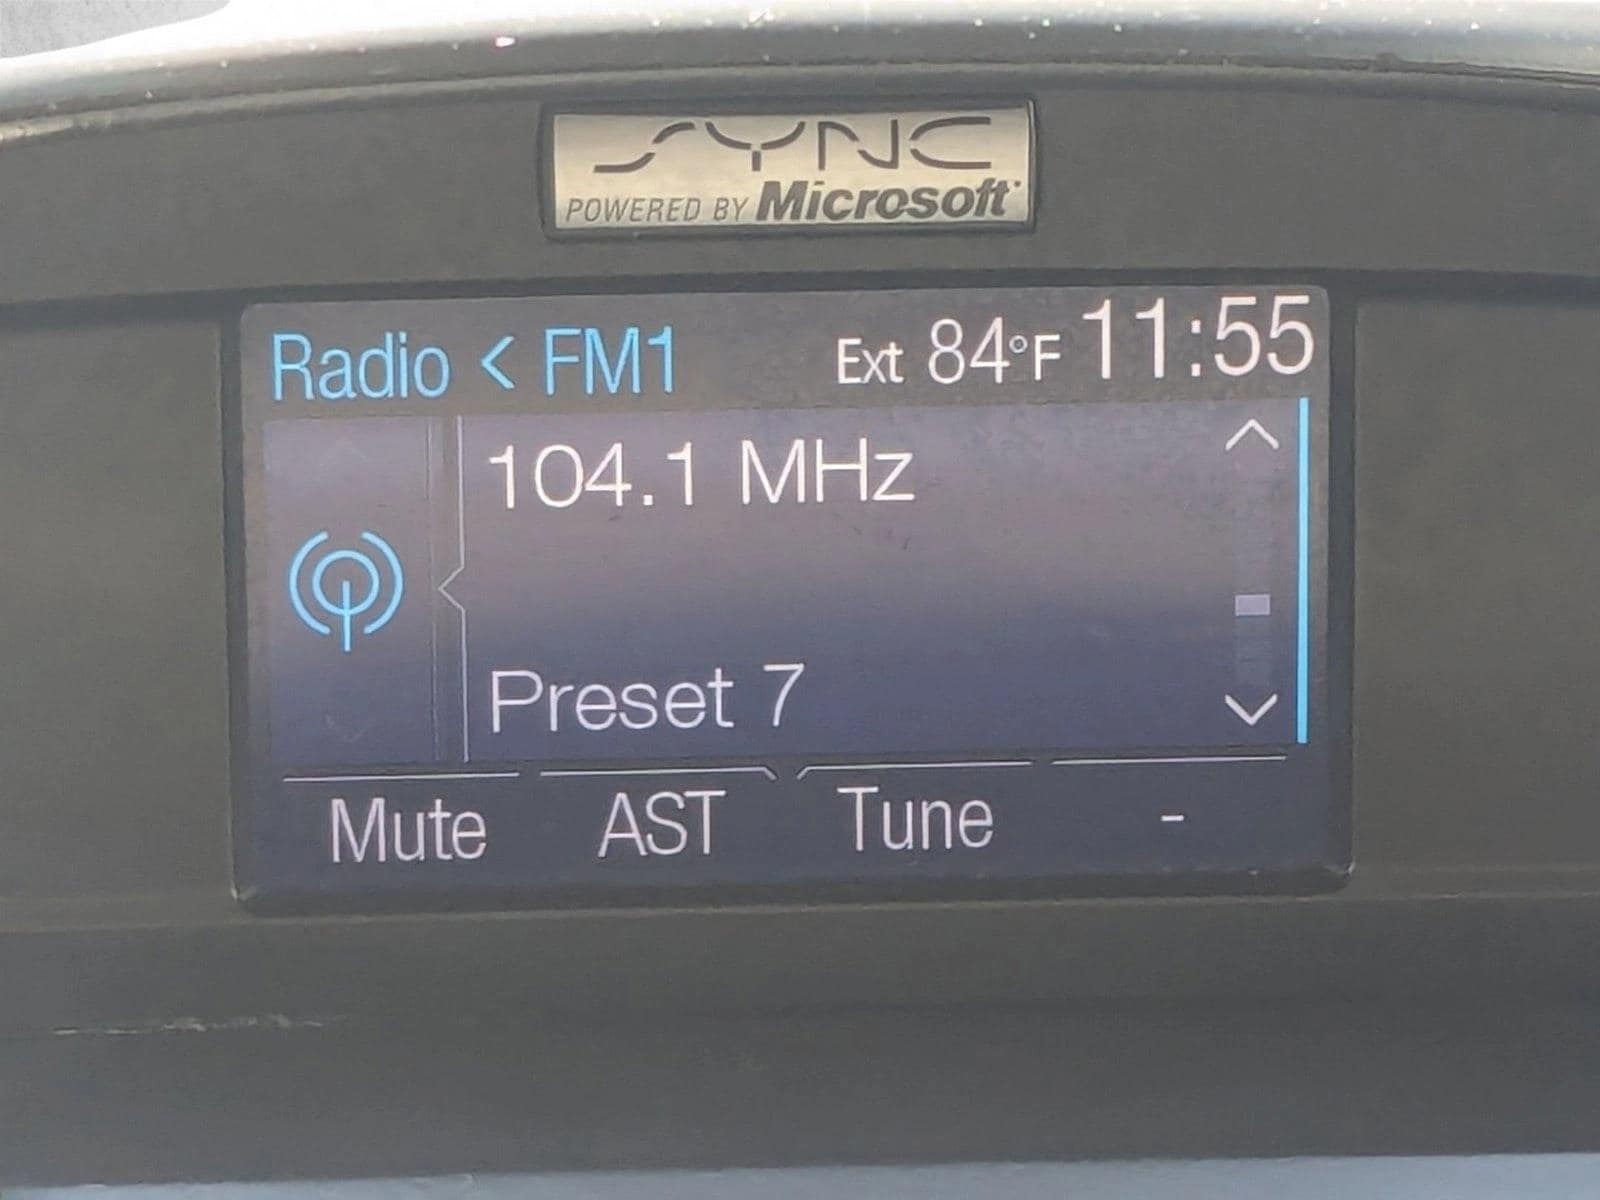 SYNC
POWERED BY Microsoft
Radio < FM1 Ext 84°F 11:55
104.1 MHz
Preset 7
Mute AST Tune -